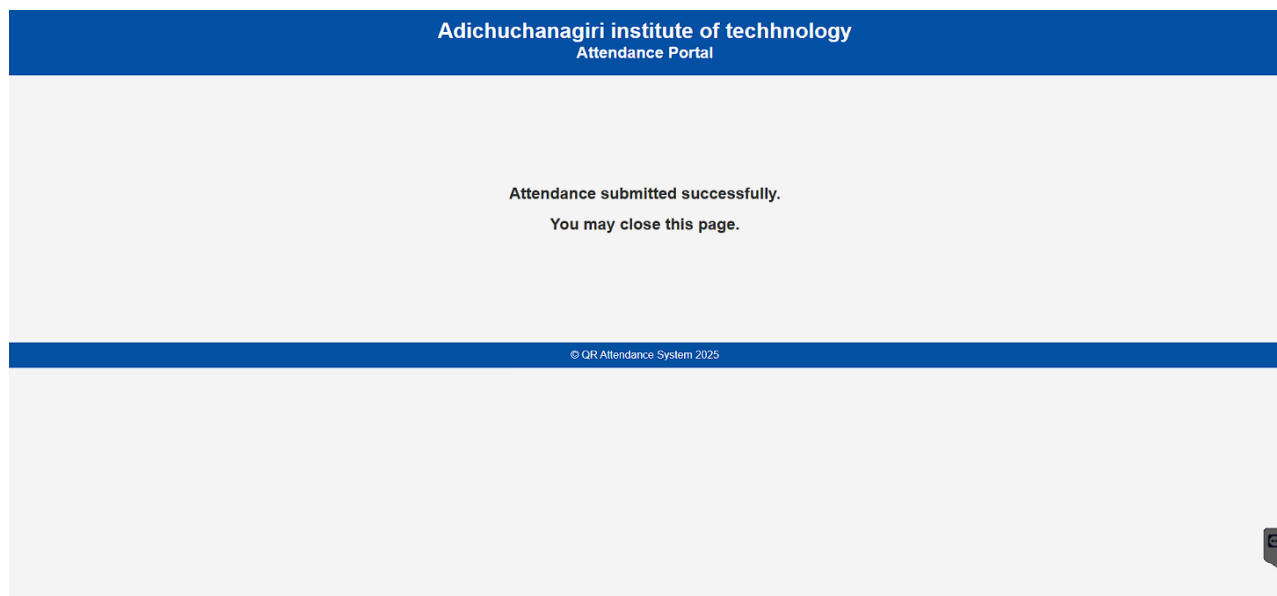 Adichuchanagiri institute of techhnology
Attendance Portal
Attendance submitted successfully.
You may close this page.
© QR Attendance System 2025